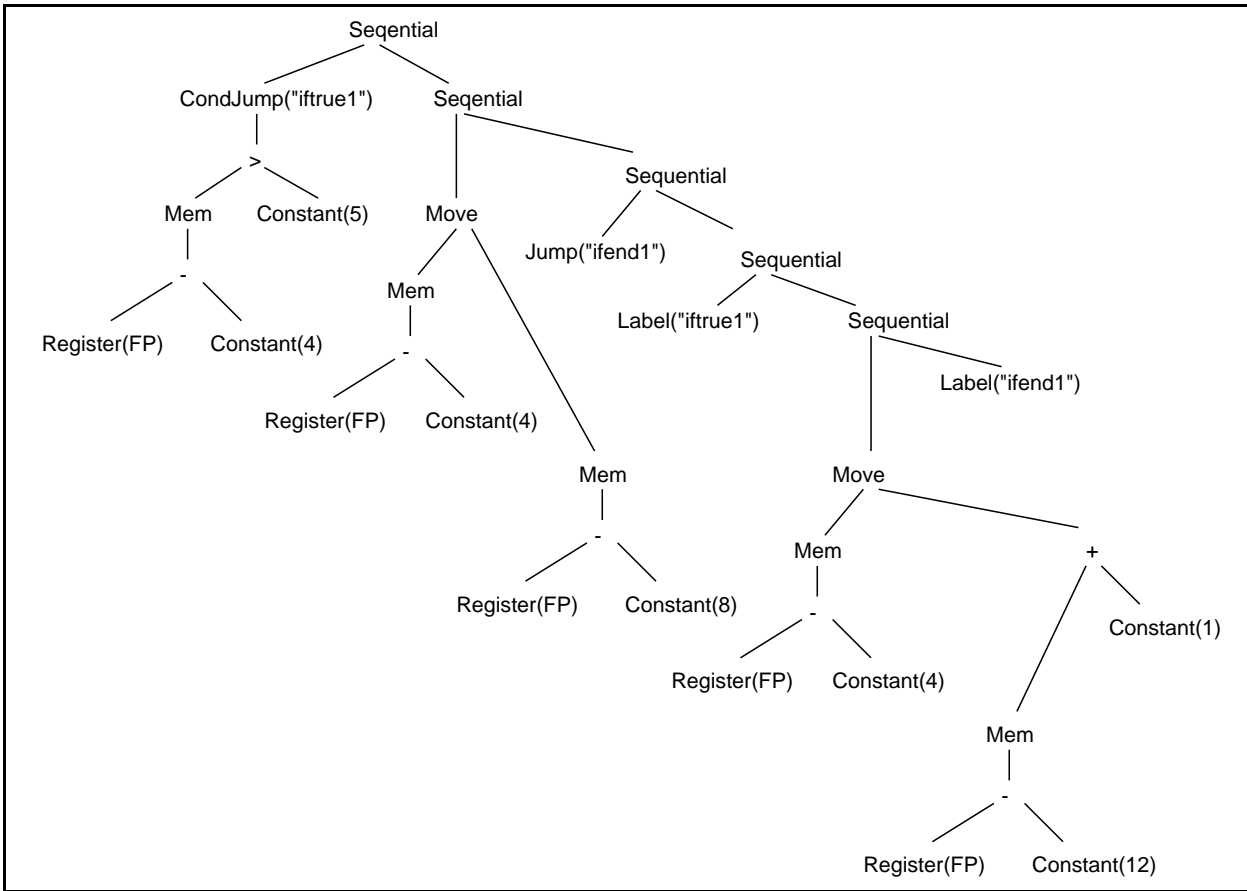 Seqential
CondJump("iftrue1") Seqential
>
Sequential
Mem Constant(5) Move
Jump("ifend1")
Sequential
-
Mem
Label("iftrue1") Sequential
Register(FP) Constant(4)
-
Label("ifend1")
Register(FP) Constant(4)
Mem Move
-
Mem +
Register(FP) Constant(8)
-
Constant(1)
Register(FP) Constant(4)
Mem
-
Register(FP) Constant(12)